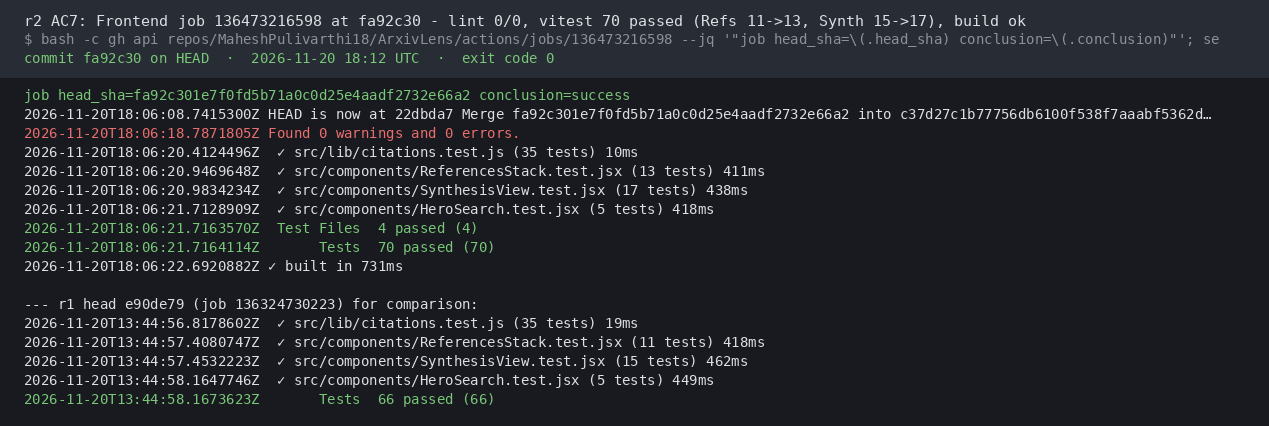 r2 AC7: Frontend job 136473216598 at fa92c30 - lint 0/0, vitest 70 passed (Refs 11->13, Synth 15->17), build ok
$ bash -c gh api repos/MaheshPulivarthi18/ArxivLens/actions/jobs/136473216598 --jq '"job head_sha=\(.head_sha) conclusion=\(.conclusion)"'; se
commit fa92c30 on HEAD · 2026-11-20 18:12 UTC · exit code 0
job head_sha=fa92c301e7f0fd5b71a0c0d25e4aadf2732e66a2 conclusion=success
2026-11-20T18:06:08.7415300Z HEAD is now at 22dbda7 Merge fa92c301e7f0fd5b71a0c0d25e4aadf2732e66a2 into c37d27c1b77756db6100f538f7aaabf5362d…
2026-11-20T18:06:18.7871805Z Found 0 warnings and 0 errors.
2026-11-20T18:06:20.4124496Z  ✓ src/lib/citations.test.js (35 tests) 10ms
2026-11-20T18:06:20.9469648Z  ✓ src/components/ReferencesStack.test.jsx (13 tests) 411ms
2026-11-20T18:06:20.9834234Z  ✓ src/components/SynthesisView.test.jsx (17 tests) 438ms
2026-11-20T18:06:21.7128909Z  ✓ src/components/HeroSearch.test.jsx (5 tests) 418ms
2026-11-20T18:06:21.7163570Z  Test Files  4 passed (4)
2026-11-20T18:06:21.7164114Z       Tests  70 passed (70)
2026-11-20T18:06:22.6920882Z ✓ built in 731ms
--- r1 head e90de79 (job 136324730223) for comparison:
2026-11-20T13:44:56.8178602Z  ✓ src/lib/citations.test.js (35 tests) 19ms
2026-11-20T13:44:57.4080747Z  ✓ src/components/ReferencesStack.test.jsx (11 tests) 418ms
2026-11-20T13:44:57.4532223Z  ✓ src/components/SynthesisView.test.jsx (15 tests) 462ms
2026-11-20T13:44:58.1647746Z  ✓ src/components/HeroSearch.test.jsx (5 tests) 449ms
2026-11-20T13:44:58.1673623Z       Tests  66 passed (66)